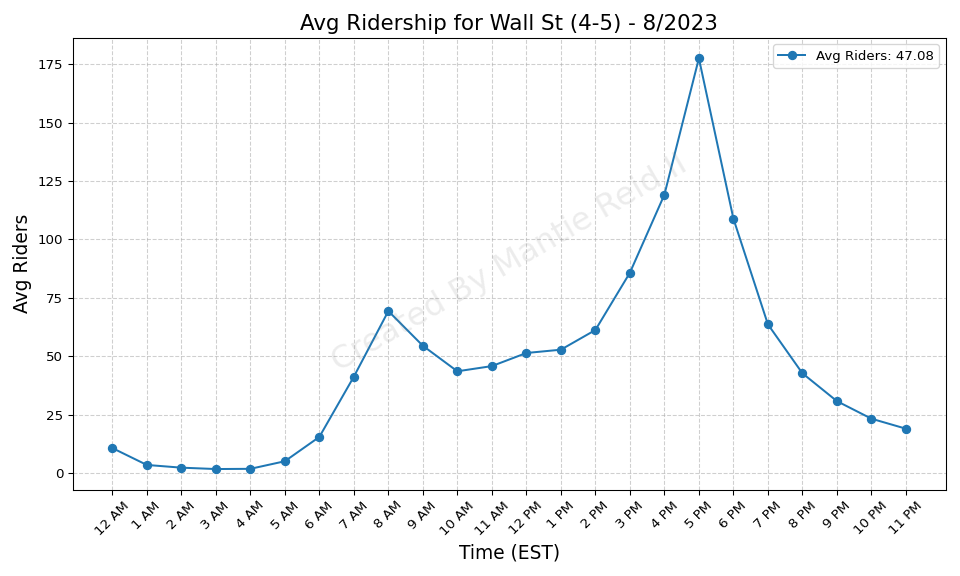 Avg Ridership for Wall St (4-5) - 8/2023
Avg Riders: 47.08
Avg Riders
175
150
125
100
75
50
25
0
Created By Mantie Reid II
12 AM
1 AM
2 AM
3 AM
4 AM
5 AM
6 AM
7 AM
8 AM
9 AM
10 AM
11 AM
12 PM
1 PM
2 PM
3 PM
4 PM
5 PM
6 PM
7 PM
8 PM
9 PM
10 PM
11 PM
Time (EST)